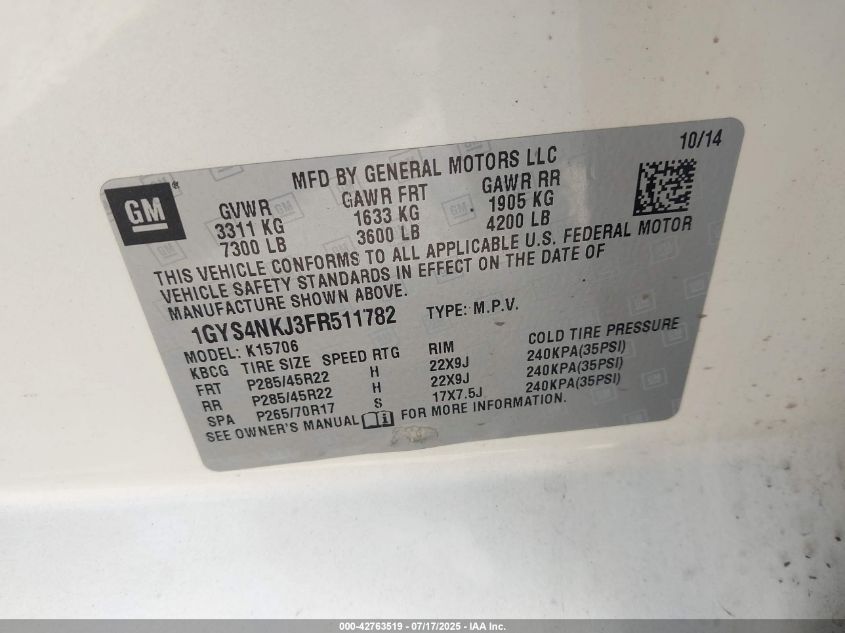 10/14
MFD BY GENERAL MOTORS LLC
GM
GVWR GAWR FRT GAWR RR
3311 KG 1633 KG 1905 KG
7300 LB 3600 LB 4200 LB
THIS VEHICLE CONFORMS TO ALL APPLICABLE U.S. FEDERAL MOTOR
VEHICLE SAFETY STANDARDS IN EFFECT ON THE DATE OF
MANUFACTURE SHOWN ABOVE.
1GYS4NKJ3FR511782 TYPE: M.P.V.
MODEL: K15706
KBCG TIRE SIZE SPEED RTG RIM COLD TIRE PRESSURE
FRT P285/45R22 H 22X9J 240KPA(35PSI)
RR P285/45R22 H 22X9J 240KPA(35PSI)
SPA P265/70R17 S 17X7.5J 240KPA(35PSI)
SEE OWNER'S MANUAL FOR MORE INFORMATION.
000-42763519 - 07/17/2025 - IAA Inc.